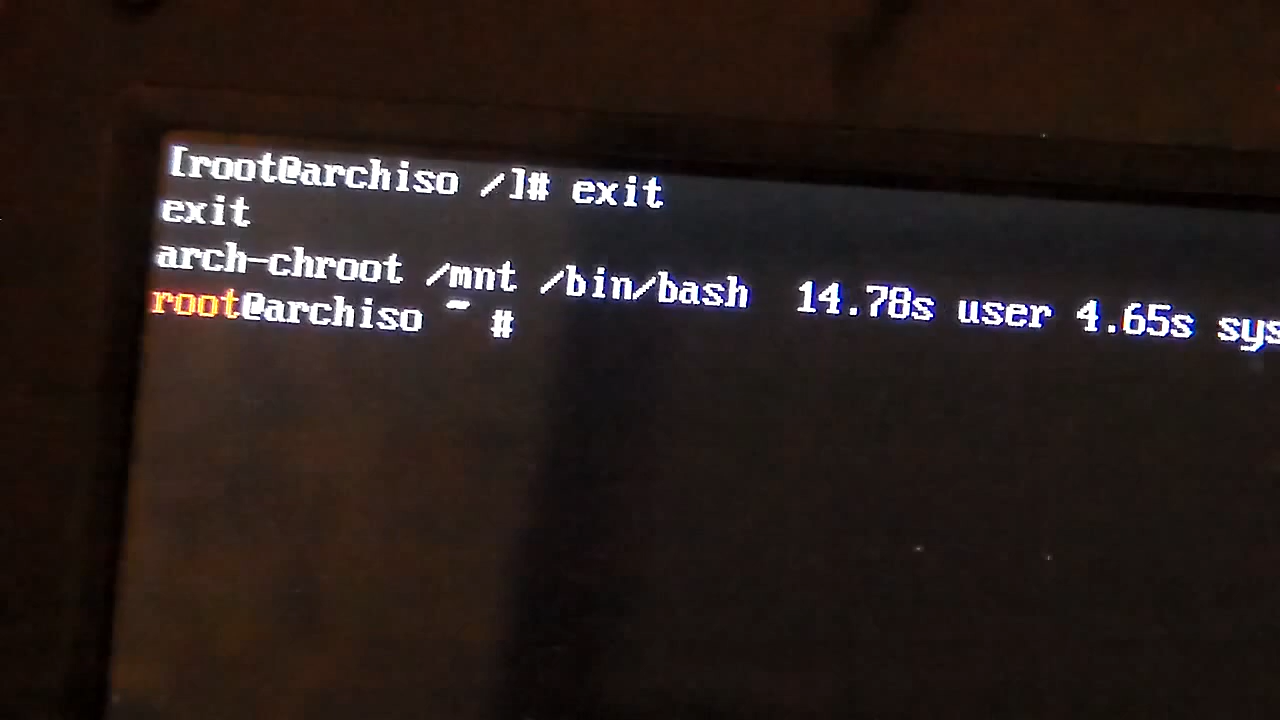 [root@archiso /]# exit
exit
arch-chroot /mnt /bin/bash  14.78s user 4.65s sys
root@archiso ~ #